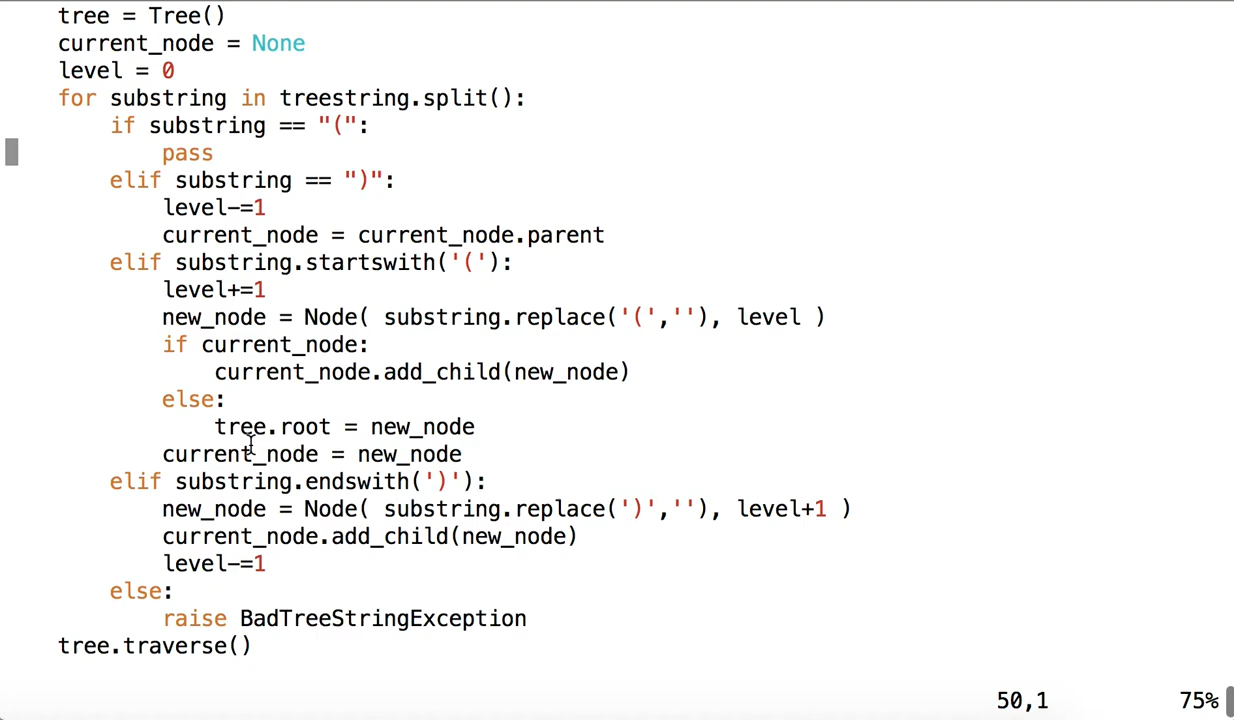 tree = Tree()
current_node = None
level = 0
for substring in treestring.split():
    if substring == "(":
        pass
    elif substring == ")":
        level-=1
        current_node = current_node.parent
    elif substring.startswith('('):
        level+=1
        new_node = Node( substring.replace('(',''), level )
        if current_node:
            current_node.add_child(new_node)
        else:
            tree.root = new_node
        current_node = new_node
    elif substring.endswith(')'):
        new_node = Node( substring.replace(')',''), level+1 )
        current_node.add_child(new_node)
        level-=1
    else:
        raise BadTreeStringException
tree.traverse()
50,1 75%